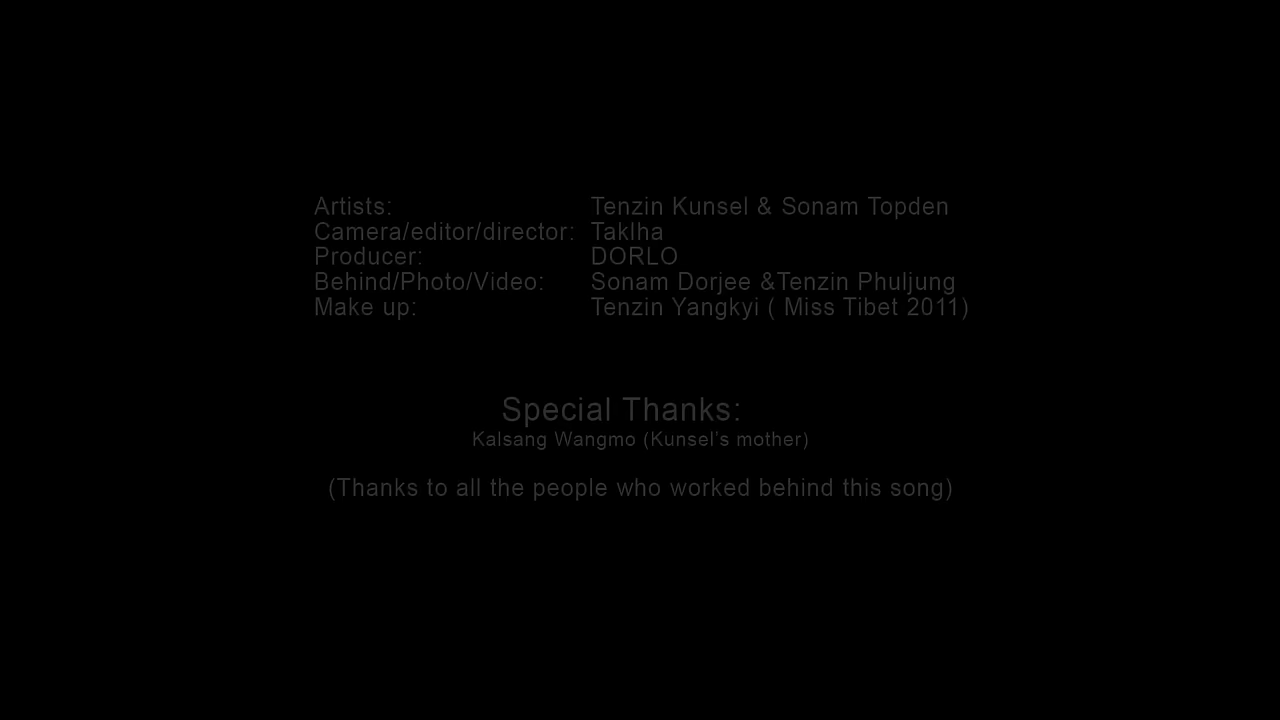 Artists: Tenzin Kunsel & Sonam Topden
Camera/editor/director: Taklha
Producer: DORLO
Behind/Photo/Video: Sonam Dorjee &Tenzin Phuljung
Make up: Tenzin Yangkyi ( Miss Tibet 2011)
Special Thanks:
Kalsang Wangmo (Kunsel's mother)
(Thanks to all the people who worked behind this song)